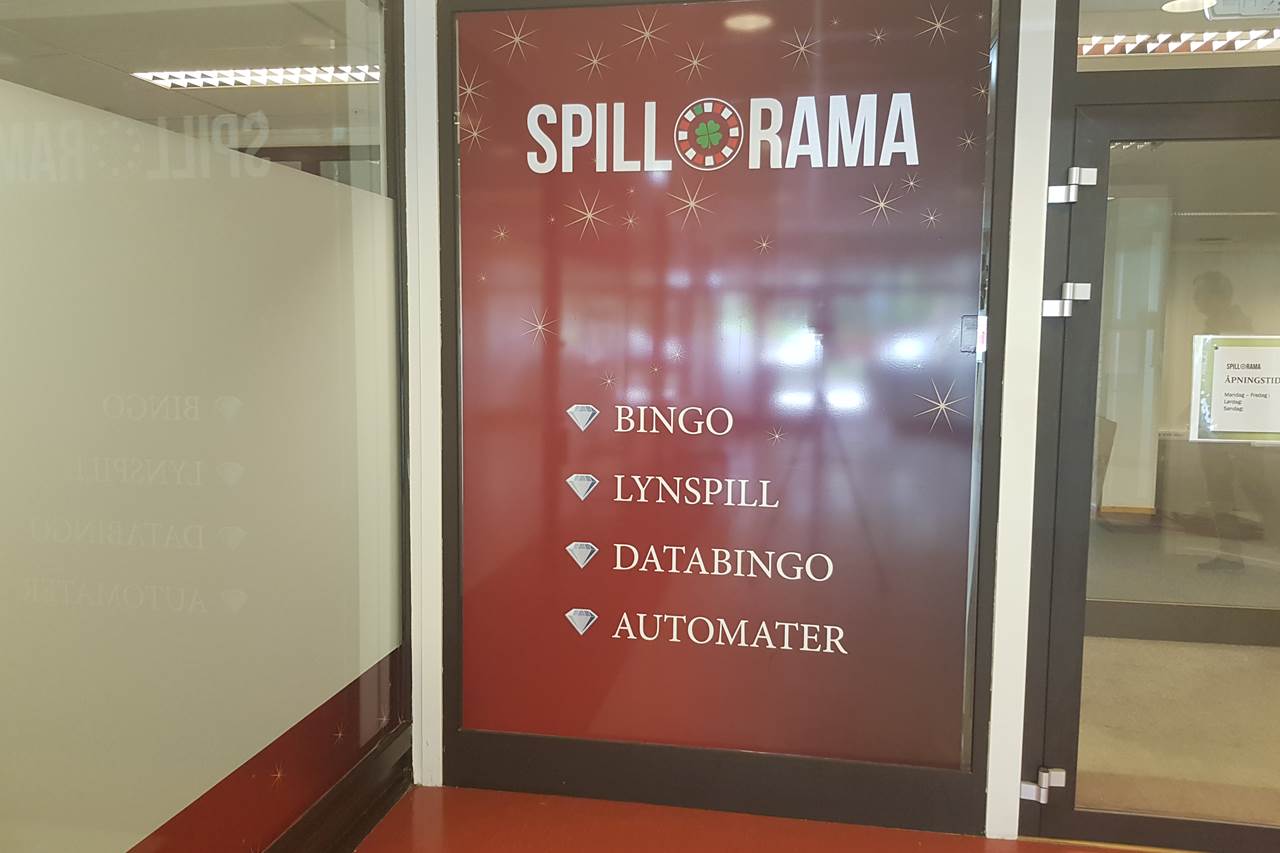 SPILL RAMA
BINGO
LYNSPILL
DATABINGO
AUTOMATER
SPILL RAMA
ÅPNINGSTID
Mandag - Fredag :
Lørdag:
Søndag: